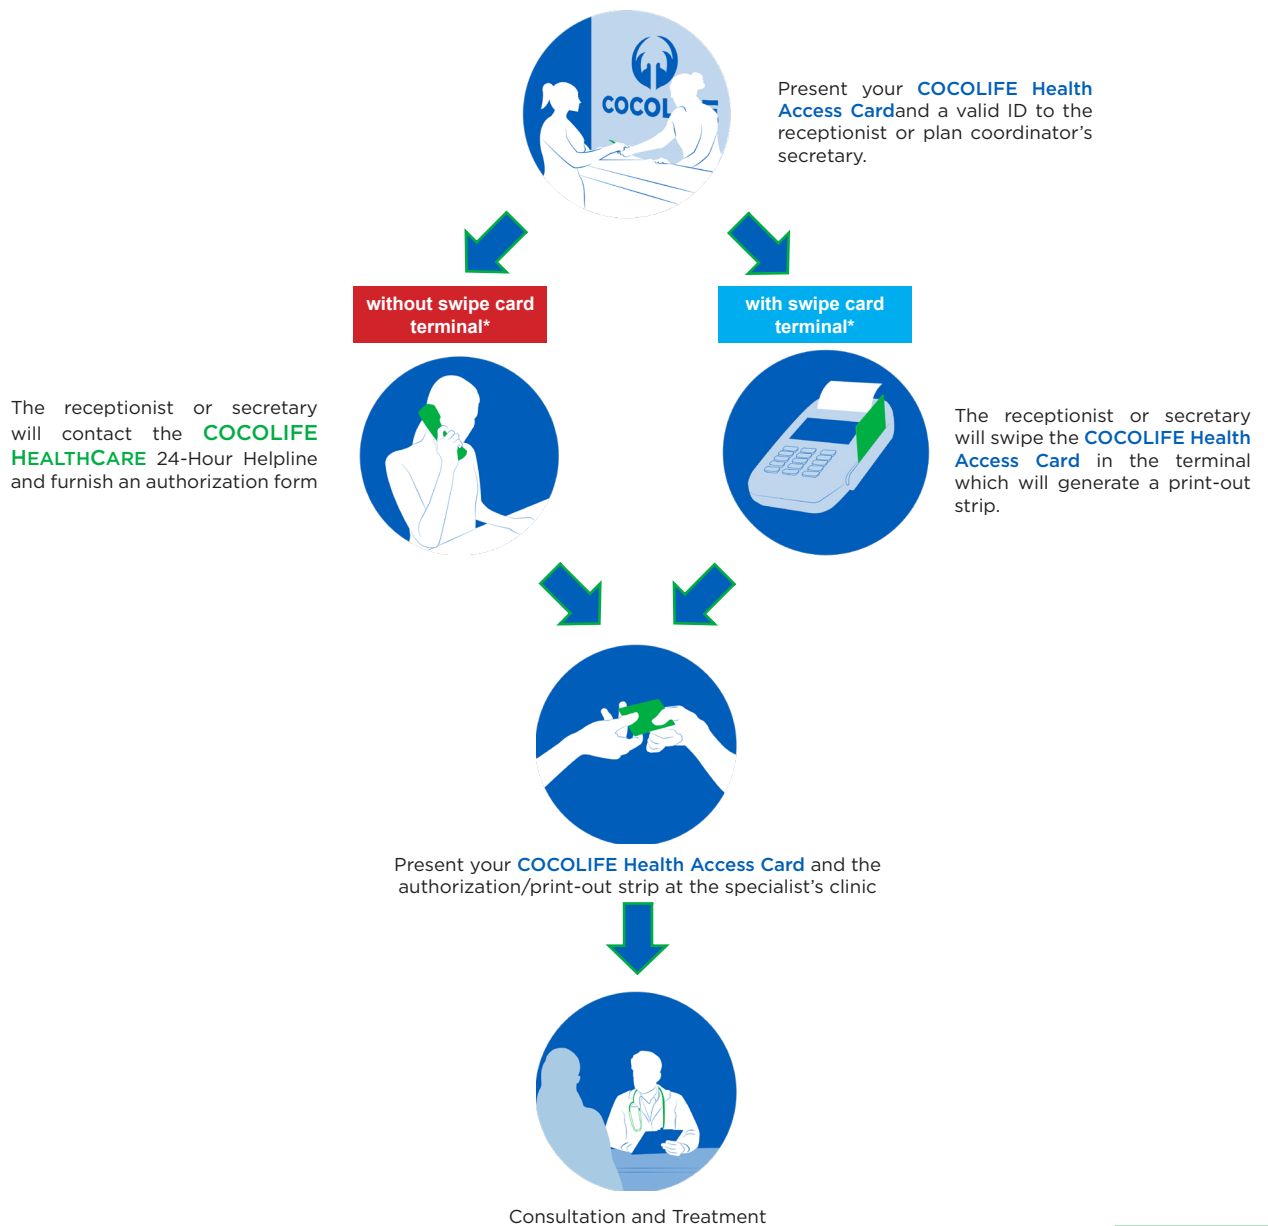 COCOL FE
Present your COCOLIFE Health
Access Cardand a valid ID to the
receptionist or plan coordinator's
secretary.
without swipe card
terminal*
with swipe card
terminal*
The receptionist or secretary
will contact the COCOLIFE
HEALTHCARE 24-Hour Helpline
and furnish an authorization form
The receptionist or secretary
will swipe the COCOLIFE Health
Access Card in the terminal
which will generate a print-out
strip.
Present your COCOLIFE Health Access Card and the
authorization/print-out strip at the specialist's clinic
Consultation and Treatment